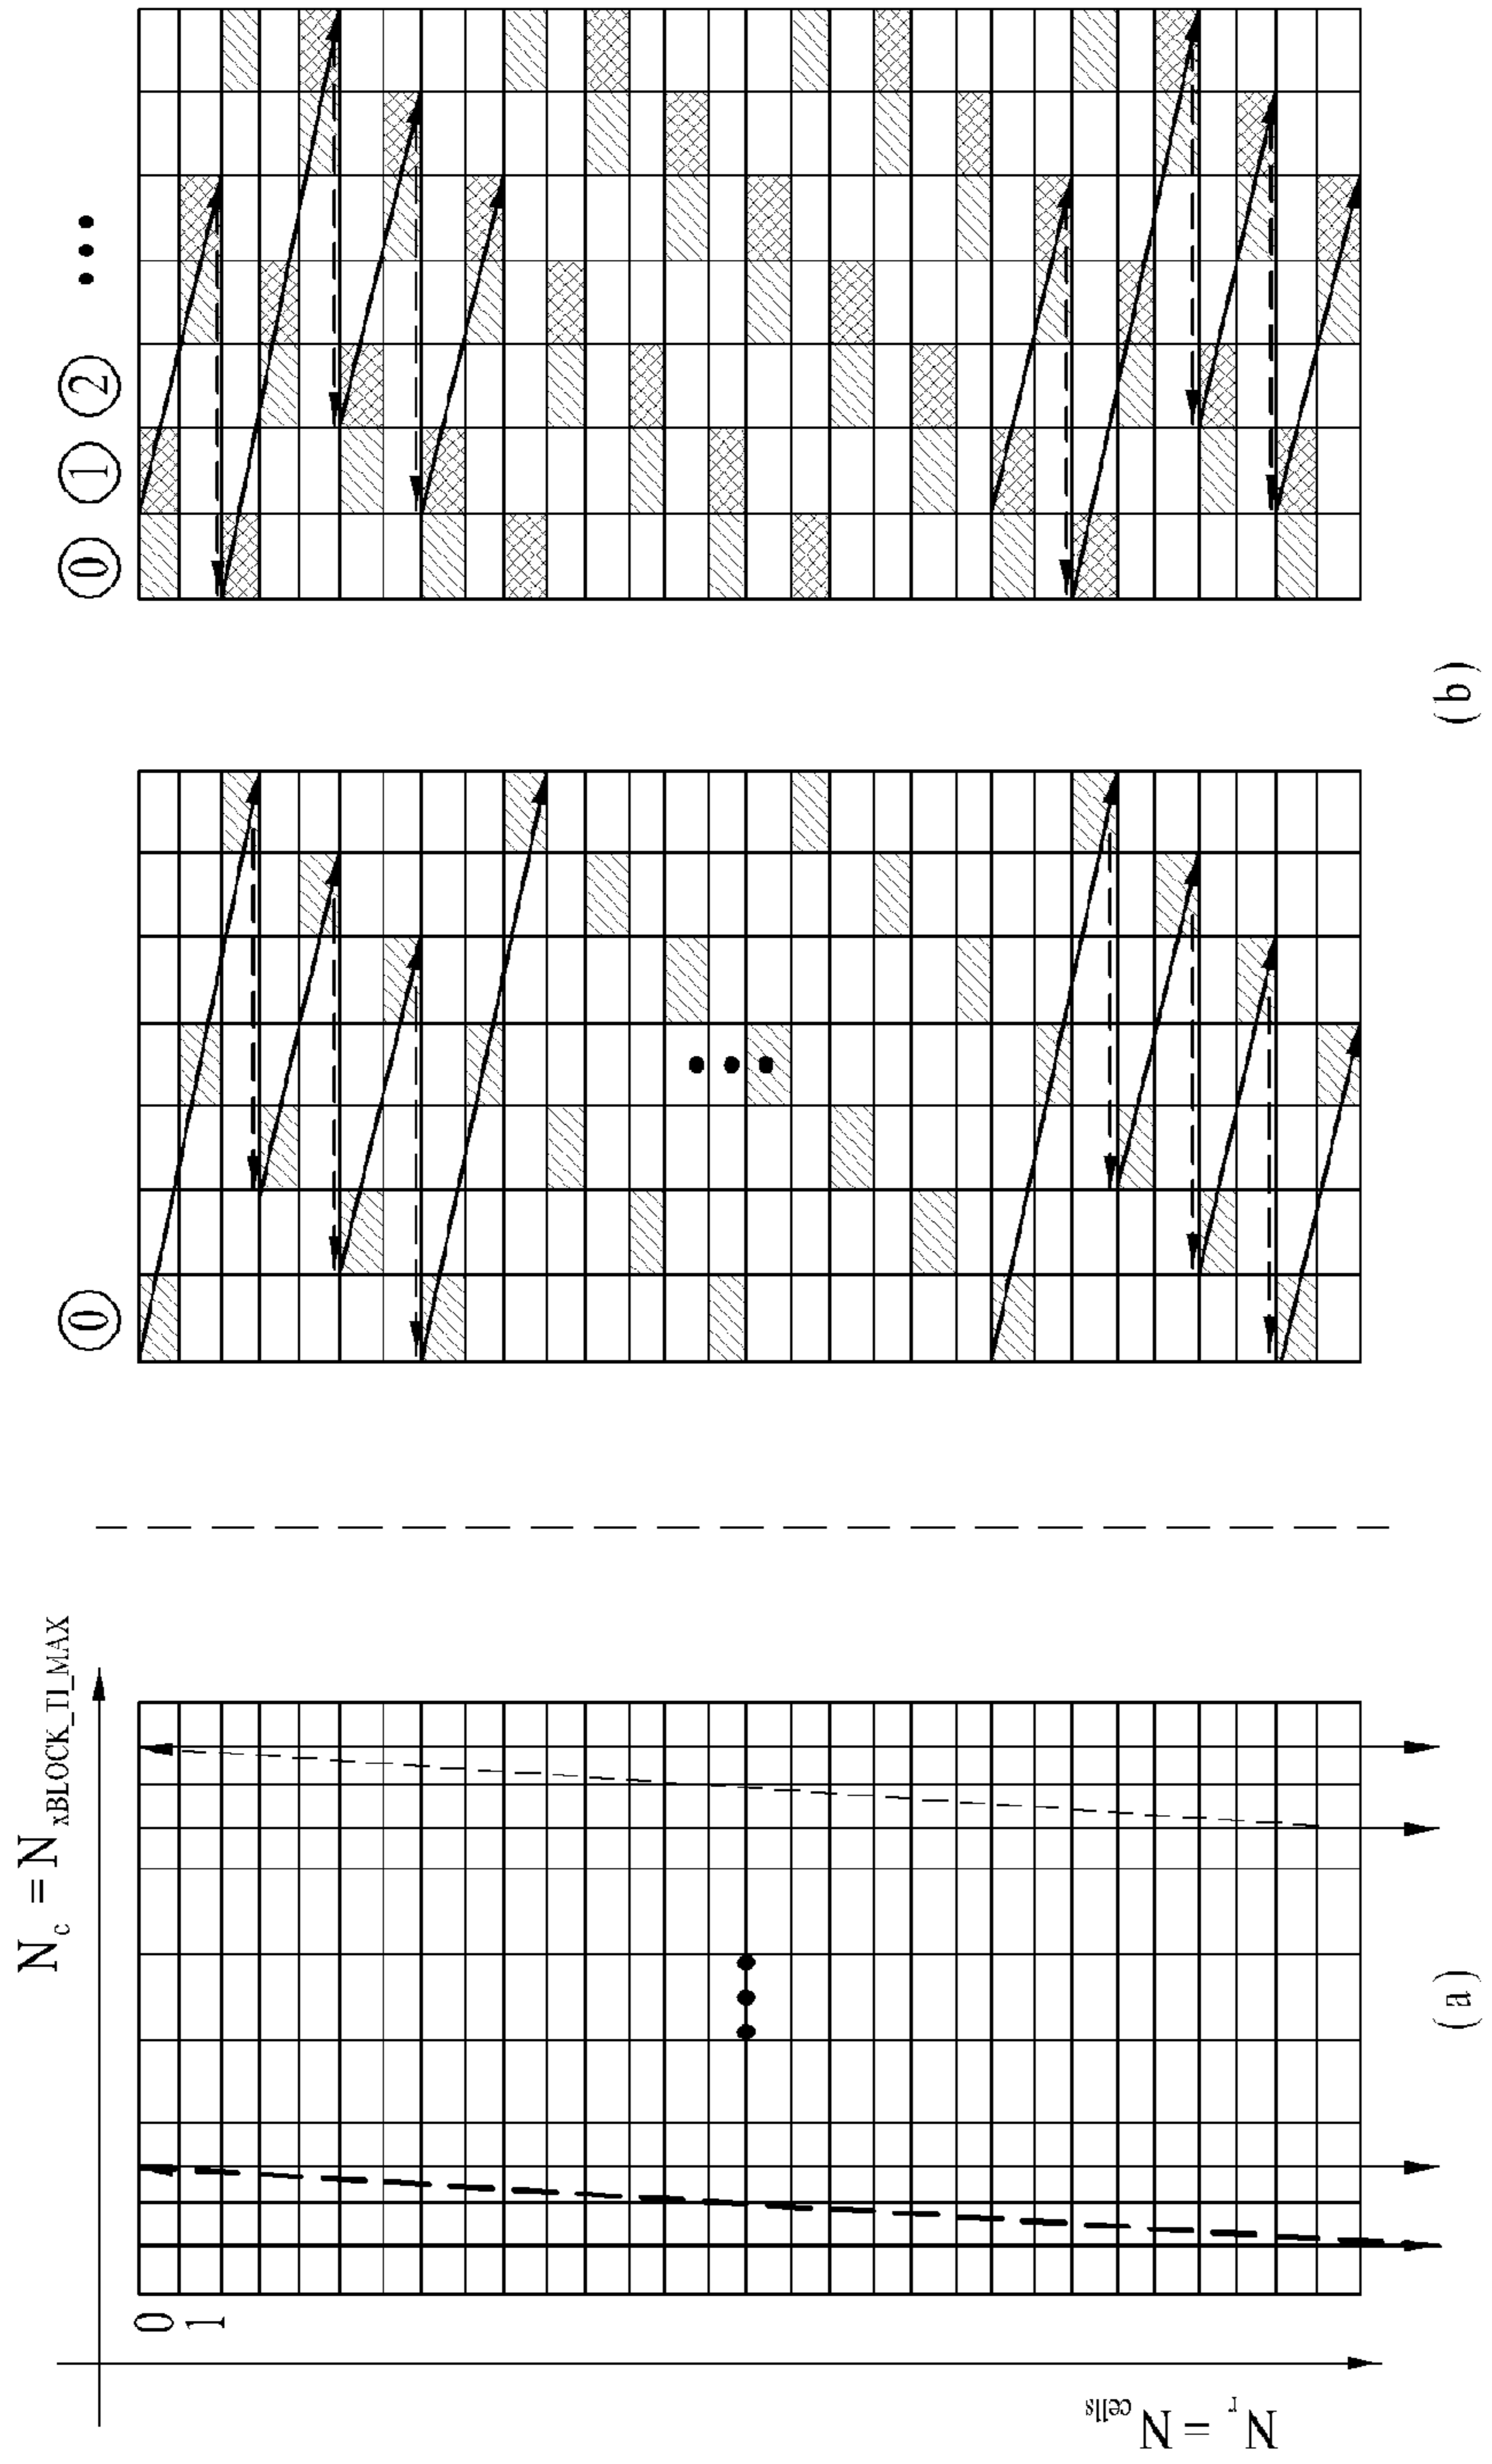 N_c = N_xBLOCK_TI_MAX
⓪
⓪ ① ② •••
0
1
N_r = N_cells
(a)
(b)